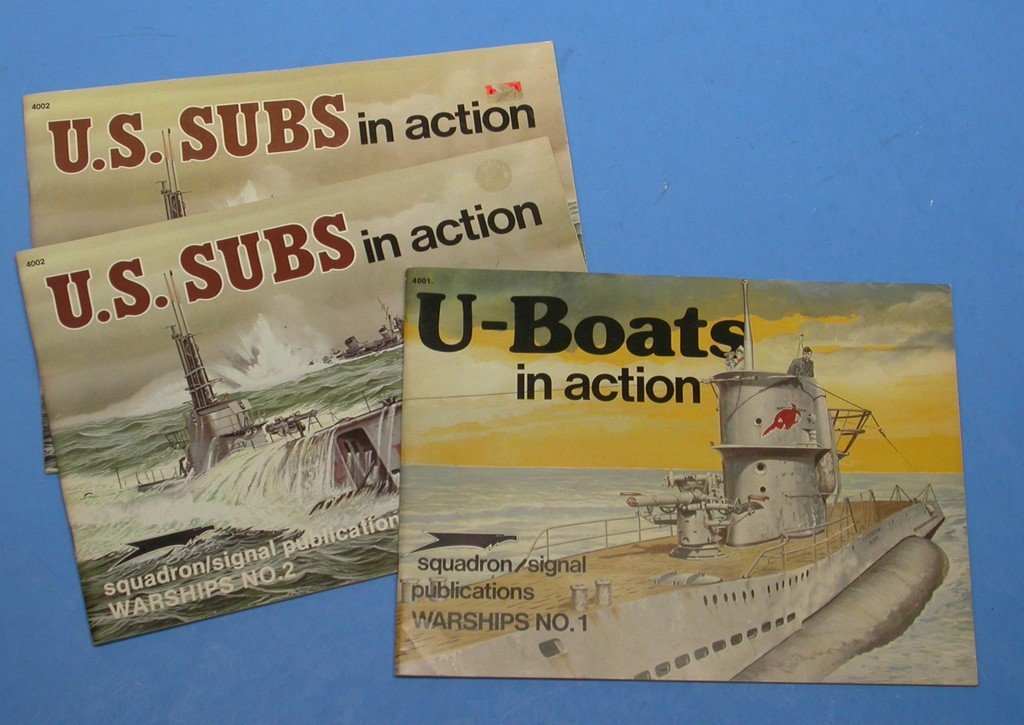 4002
U.S. SUBS in action
4002
U.S. SUBS in action
squadron/signal publication
WARSHIPS NO.2
4001.
U-Boats
in action
squadron/signal
publications
WARSHIPS NO.1